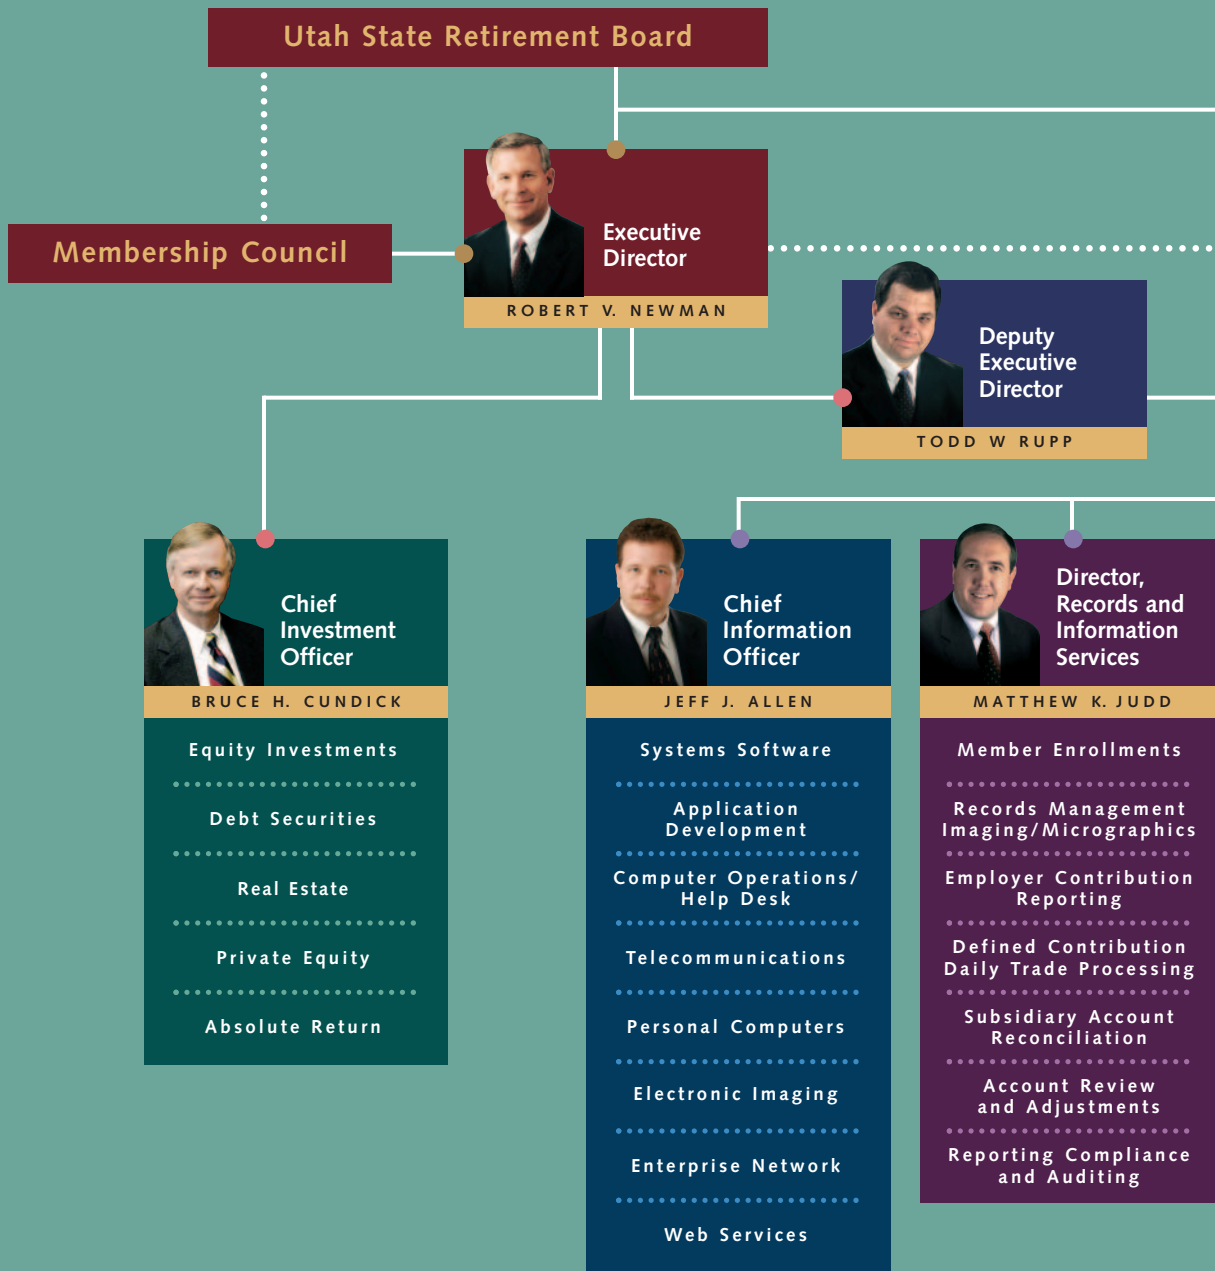 Utah State Retirement Board
Membership Council
Executive
Director
ROBERT V. NEWMAN
Deputy
Executive
Director
TODD W RUPP
Chief
Investment
Officer
BRUCE H. CUNDICK
Equity Investments
Debt Securities
Real Estate
Private Equity
Absolute Return
Chief
Information
Officer
JEFF J. ALLEN
Systems Software
Application
Development
Computer Operations/
Help Desk
Telecommunications
Personal Computers
Electronic Imaging
Enterprise Network
Web Services
Director,
Records and
Information
Services
MATTHEW K. JUDD
Member Enrollments
Records Management
Imaging/Micrographics
Employer Contribution
Reporting
Defined Contribution
Daily Trade Processing
Subsidiary Account
Reconciliation
Account Review
and Adjustments
Reporting Compliance
and Auditing